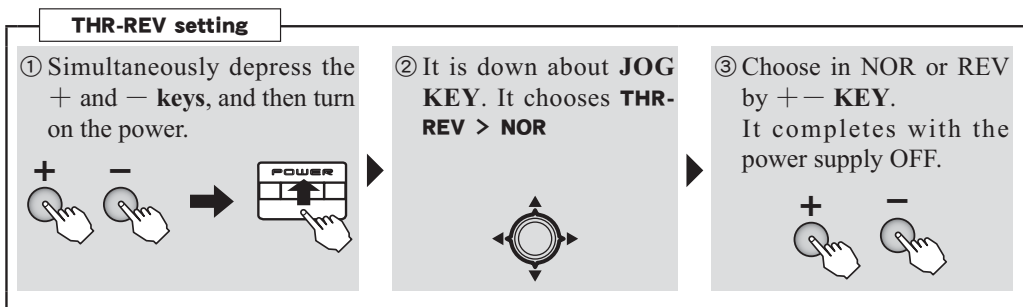 THR-REV setting
① Simultaneously depress the
＋ and － keys, and then turn
on the power.
＋ －
POWER
② It is down about JOG
KEY. It chooses THR-
REV > NOR
③ Choose in NOR or REV
by ＋－ KEY.
It completes with the
power supply OFF.
＋ －